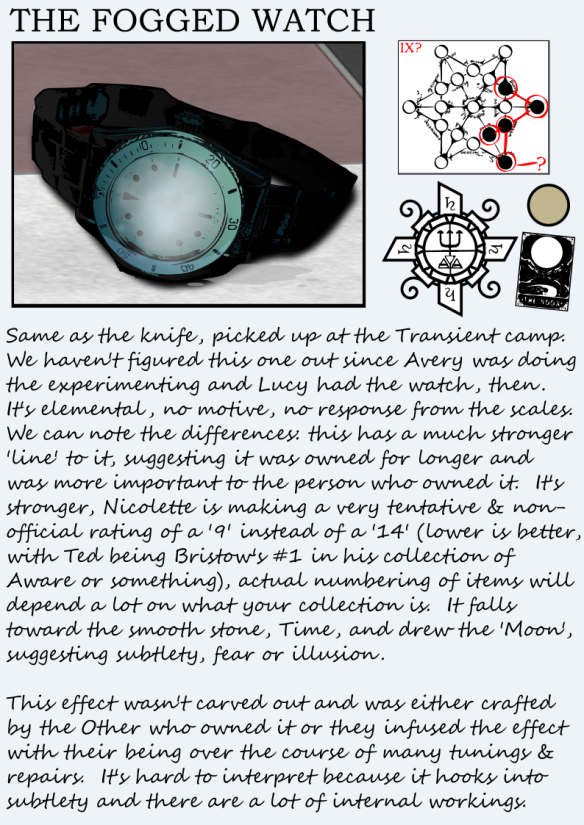 THE FOGGED WATCH
IX?
?
10
20
30
40
THE MOON
Same as the knife, picked up at the Transient camp.
We haven't figured this one out since Avery was doing
the experimenting and Lucy had the watch, then.
It's elemental, no motive, no response from the scales.
We can note the differences: this has a much stronger
'line' to it, suggesting it was owned for longer and
was more important to the person who owned it.  It's
stronger, Nicolette is making a very tentative & non-
official rating of a '9' instead of a '14' (lower is better,
with Ted being Bristow's #1 in his collection of
Aware or something), actual numbering of items will
depend a lot on what your collection is.  It falls
toward the smooth stone, Time, and drew the 'Moon',
suggesting subtlety, fear or illusion.
This effect wasn't carved out and was either crafted
by the Other who owned it or they infused the effect
with their being over the course of many tunings &
repairs.  It's hard to interpret because it hooks into
subtlety and there are a lot of internal workings.